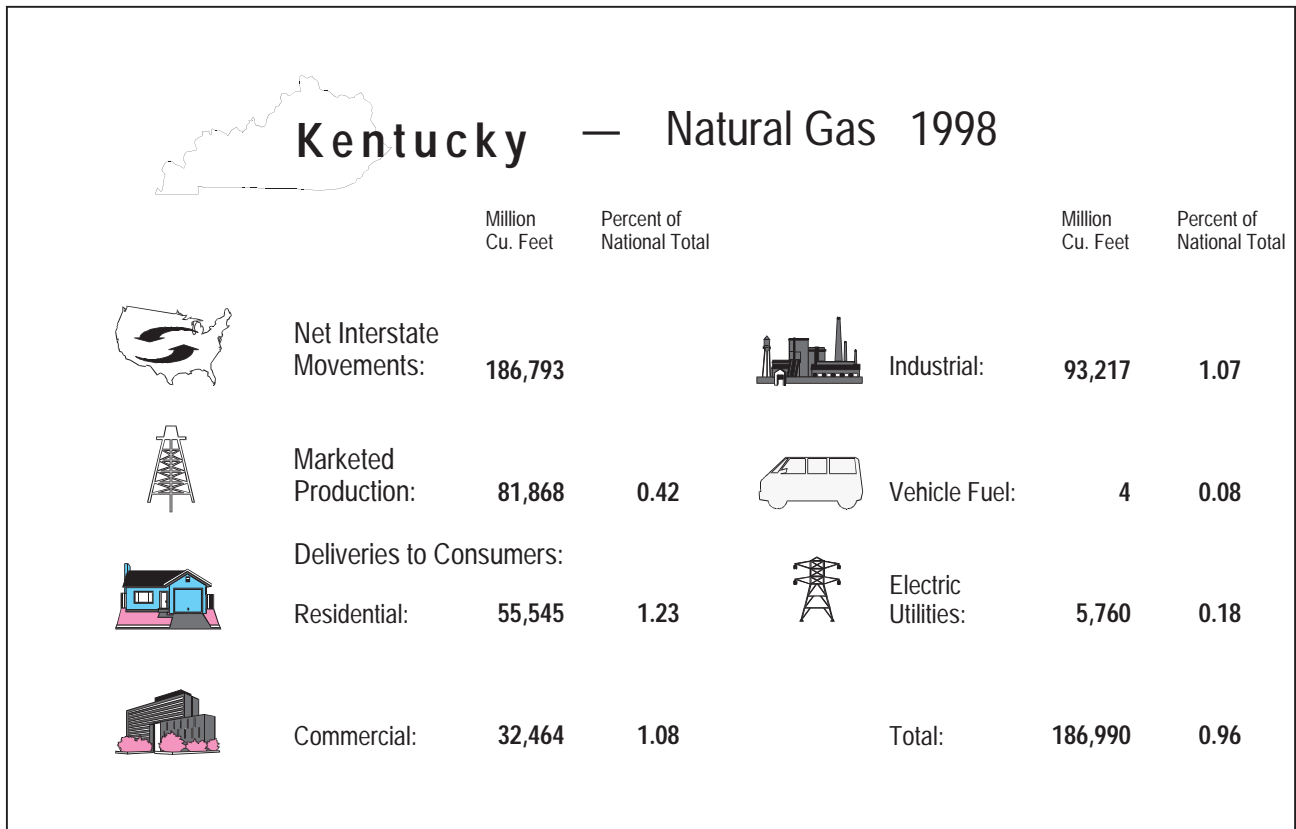 Kentucky — Natural Gas 1998
Million
Cu. Feet
Percent of
National Total
Million
Cu. Feet
Percent of
National Total
Net Interstate
Movements: 186,793
Marketed
Production: 81,868 0.42
Deliveries to Consumers:
Residential: 55,545 1.23
Commercial: 32,464 1.08
Industrial: 93,217 1.07
Vehicle Fuel: 4 0.08
Electric
Utilities: 5,760 0.18
Total: 186,990 0.96